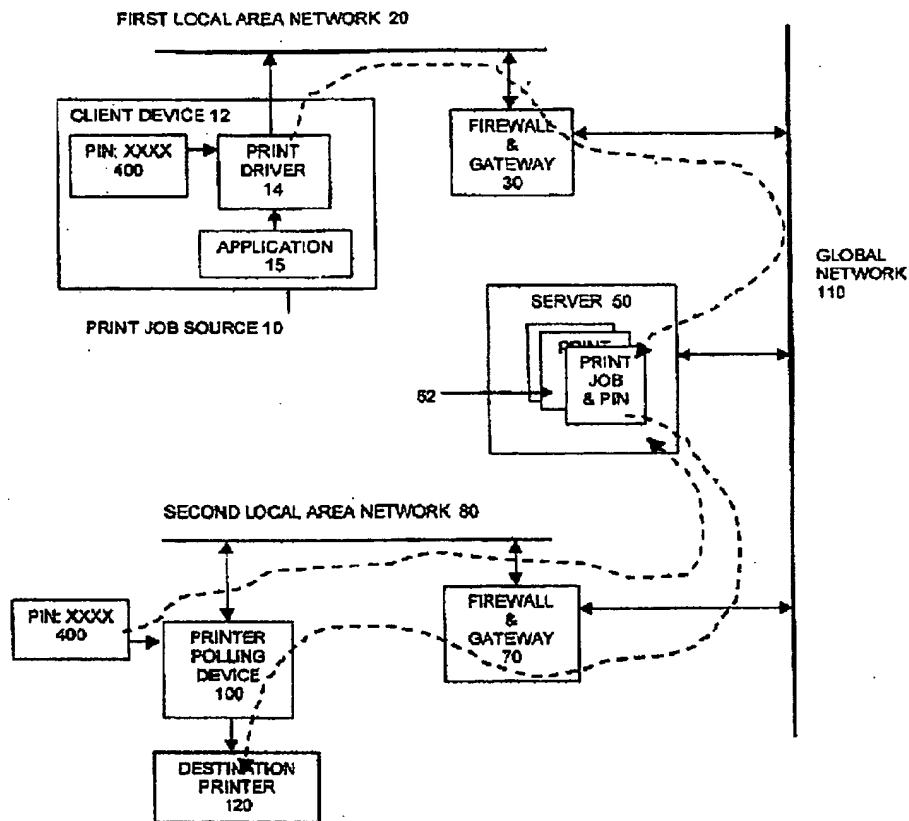 FIRST LOCAL AREA NETWORK 20
CLIENT DEVICE 12
PIN: XXXX
400
PRINT
DRIVER
14
APPLICATION
15
PRINT JOB SOURCE 10
FIREWALL
&
GATEWAY
30
GLOBAL
NETWORK
110
SERVER 50
PRINT
PRINT
JOB
& PIN
52
SECOND LOCAL AREA NETWORK 80
PIN: XXXX
400
PRINTER
POLLING
DEVICE
100
FIREWALL
&
GATEWAY
70
DESTINATION
PRINTER
120